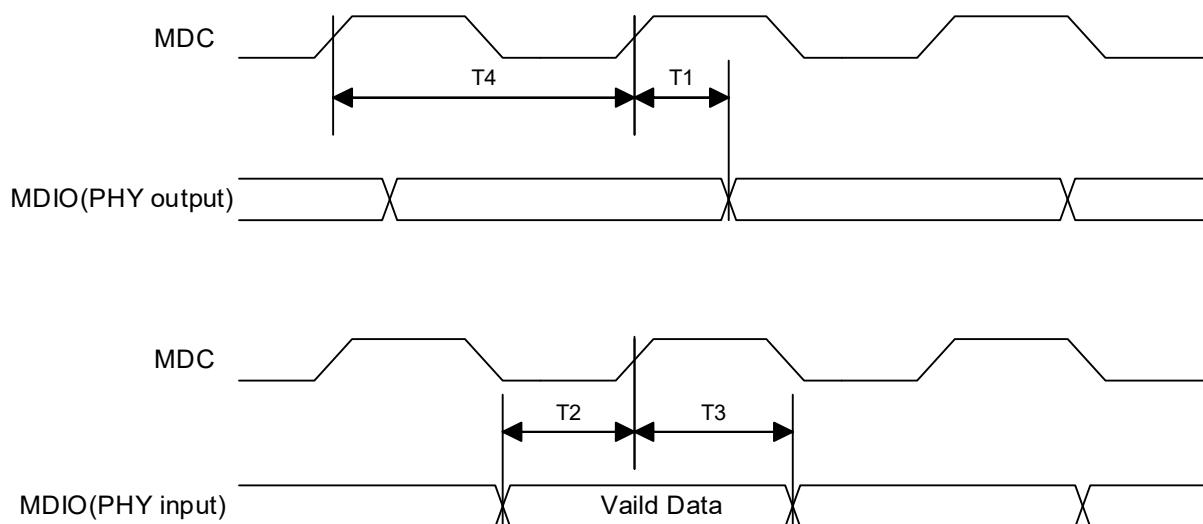 MDC
T4
T1
MDIO(PHY output)
MDC
T2
T3
MDIO(PHY input)
Vaild Data